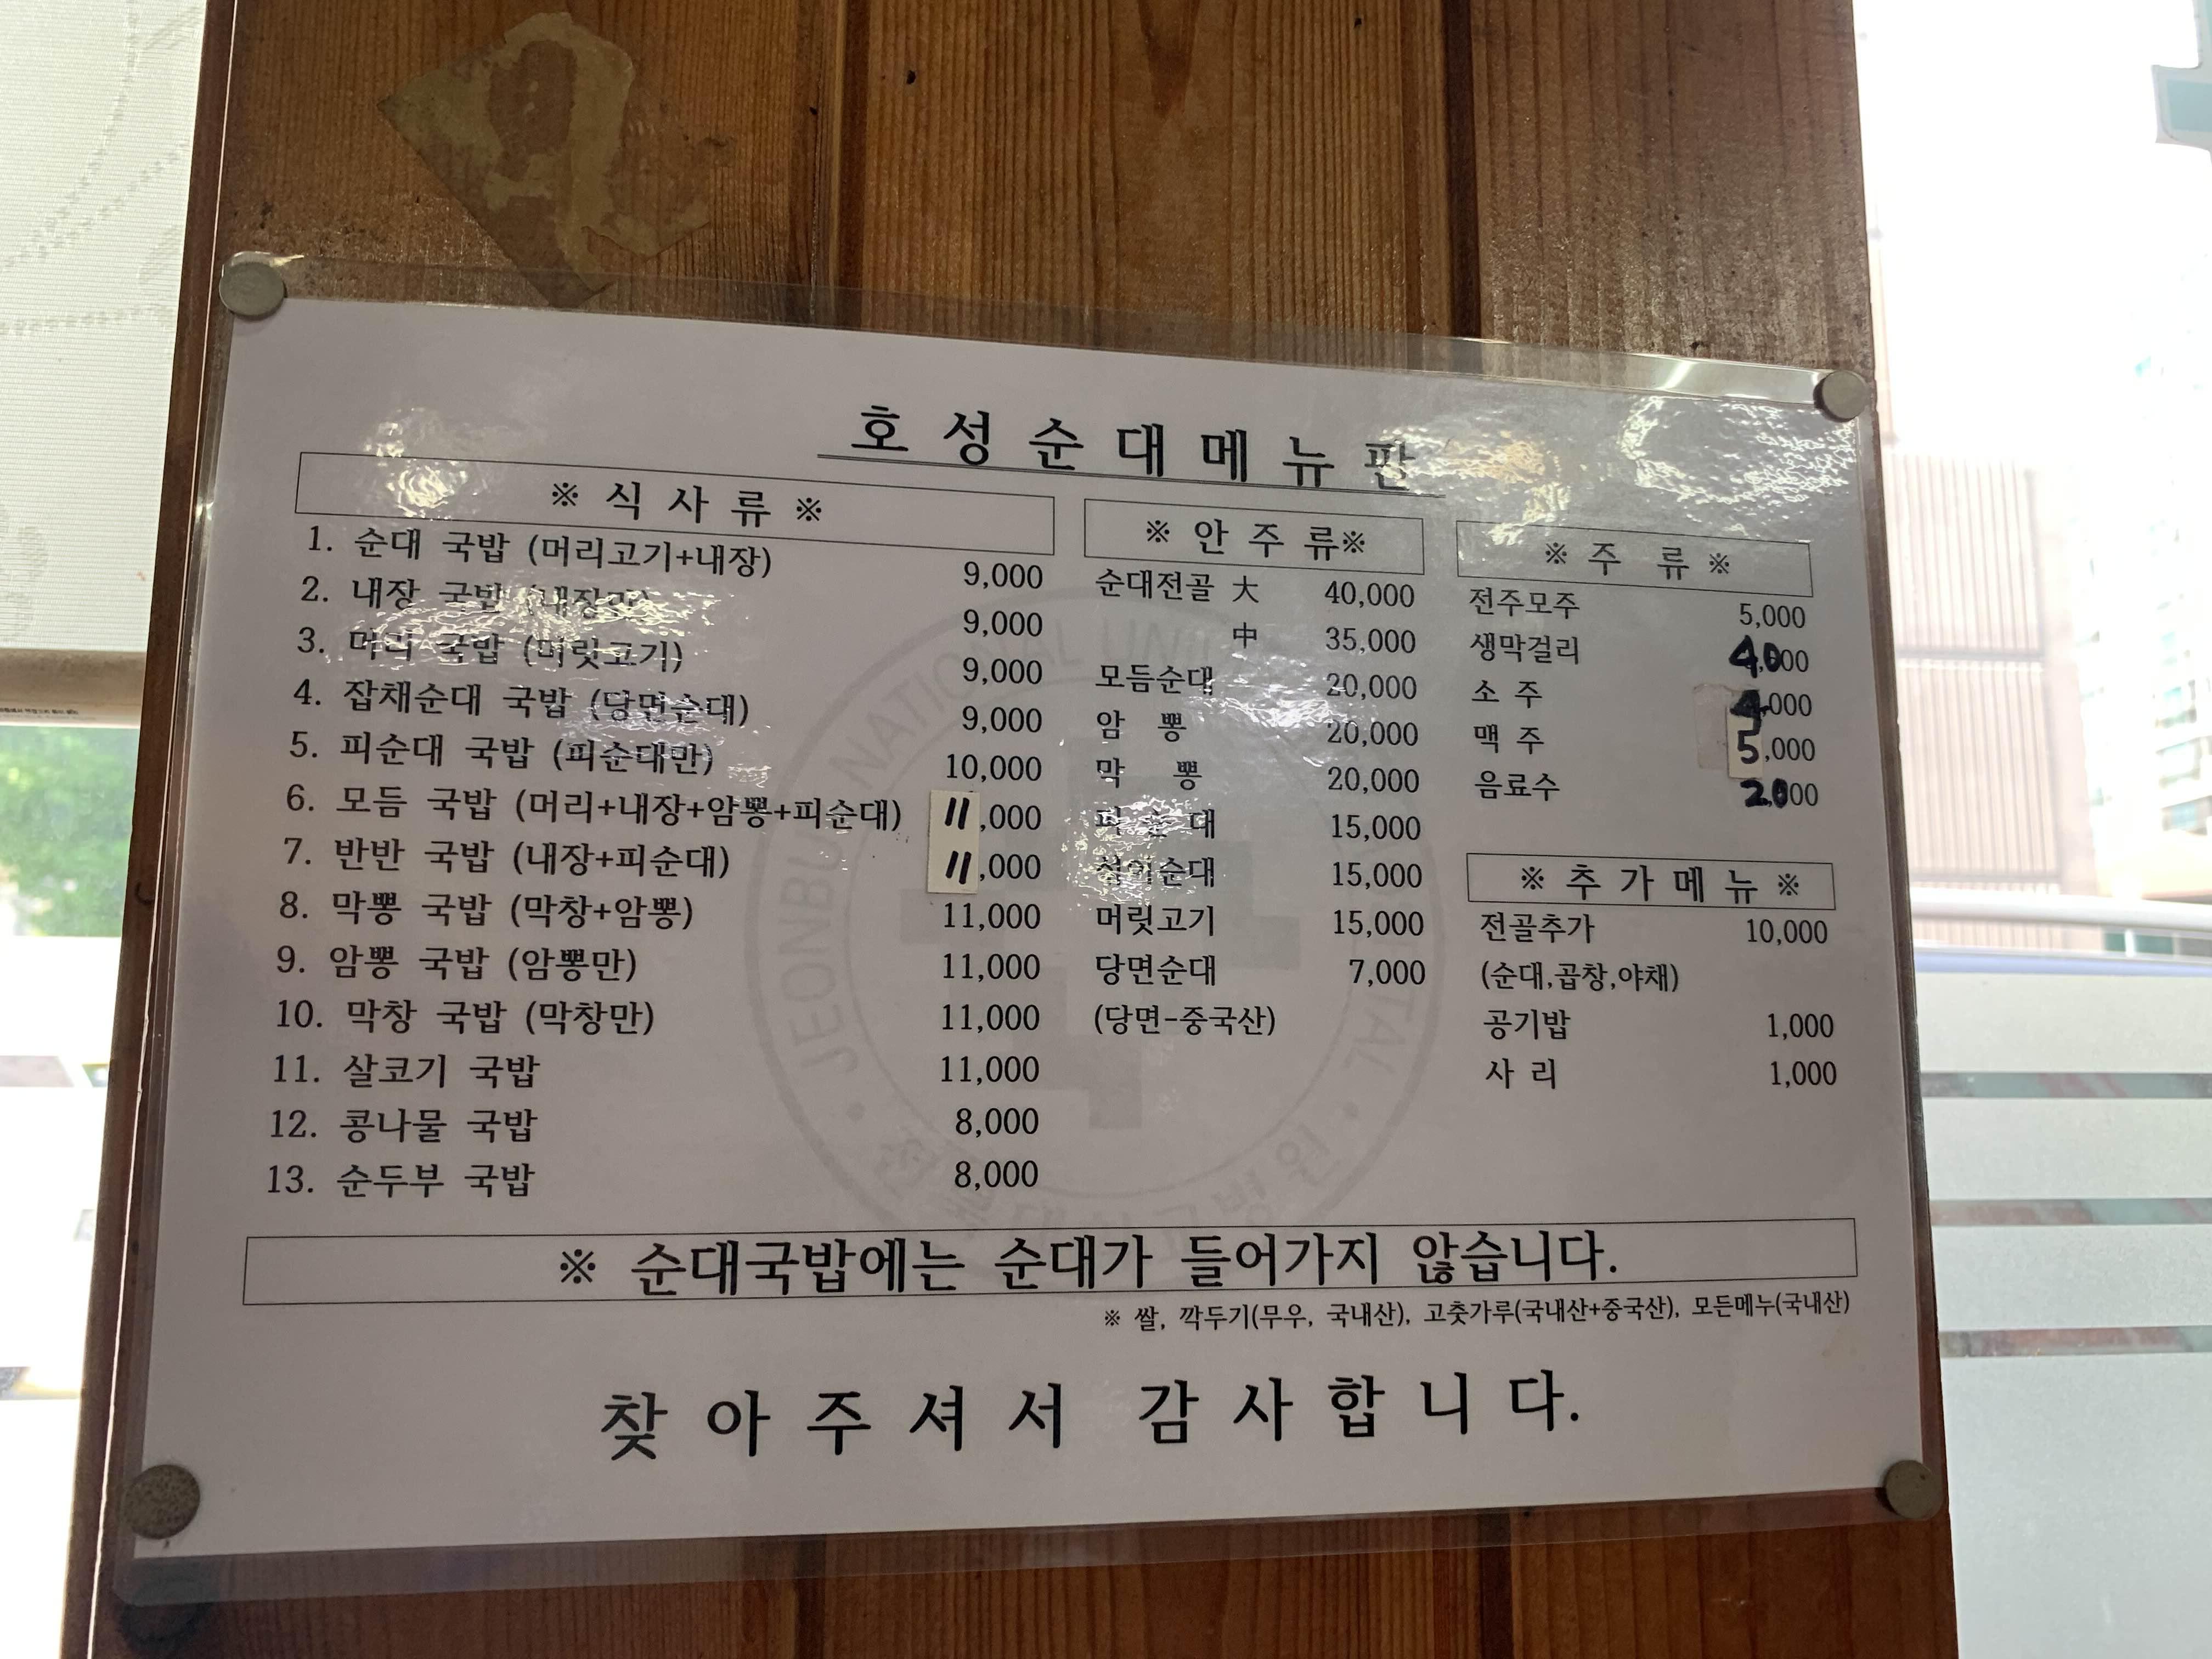 호성순대메뉴판
※ 식 사 류 ※
1. 순대 국밥 (머리고기+내장) 9,000
2. 내장 국밥 (내장만) 9,000
3. 머리 국밥 (머릿고기) 9,000
4. 잡채순대 국밥 (당면순대) 9,000
5. 피순대 국밥 (피순대만) 10,000
6. 모듬 국밥 (머리+내장+암뽕+피순대) 11,000
7. 반반 국밥 (내장+피순대) 11,000
8. 막뽕 국밥 (막창+암뽕) 11,000
9. 암뽕 국밥 (암뽕만) 11,000
10. 막창 국밥 (막창만) 11,000
11. 살코기 국밥 11,000
12. 콩나물 국밥 8,000
13. 순두부 국밥 8,000
※ 안 주 류※
순대전골 大 40,000
中 35,000
모듬순대 20,000
암 뽕 20,000
막 뽕 20,000
피 순 대 15,000
섞어순대 15,000
머릿고기 15,000
당면순대 7,000
(당면-중국산)
※ 주 류 ※
전주모주 5,000
생막걸리
소 주
맥 주 5,000
음료수
※ 추 가 메 뉴 ※
전골추가 10,000
(순대,곱창,야채)
공기밥 1,000
사 리 1,000
※ 순대국밥에는 순대가 들어가지 않습니다.
※ 쌀, 깍두기(무우, 국내산), 고춧가루(국내산+중국산), 모든메뉴(국내산)
찾아주셔서 감사합니다.
JEONBUK NATIONAL